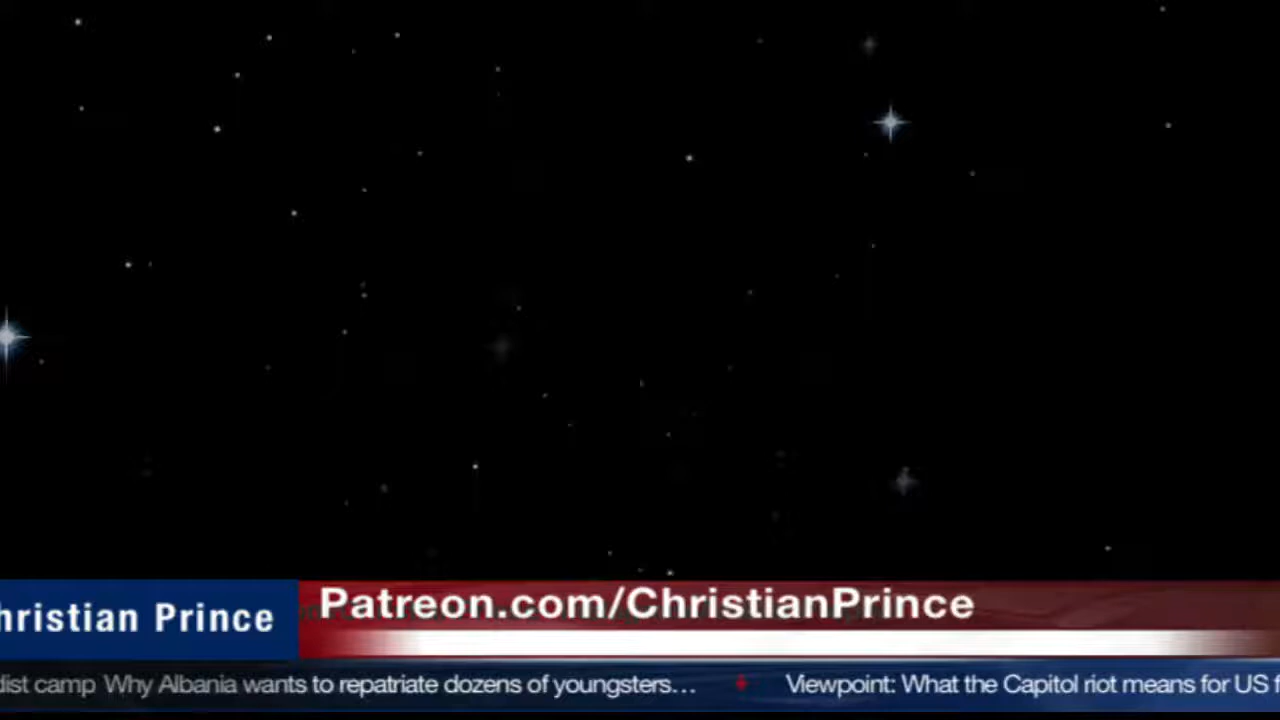 hristian Prince
Patreon.com/ChristianPrince
dist camp Why Albania wants to repatriate dozens of youngsters... Viewpoint: What the Capitol riot means for US f